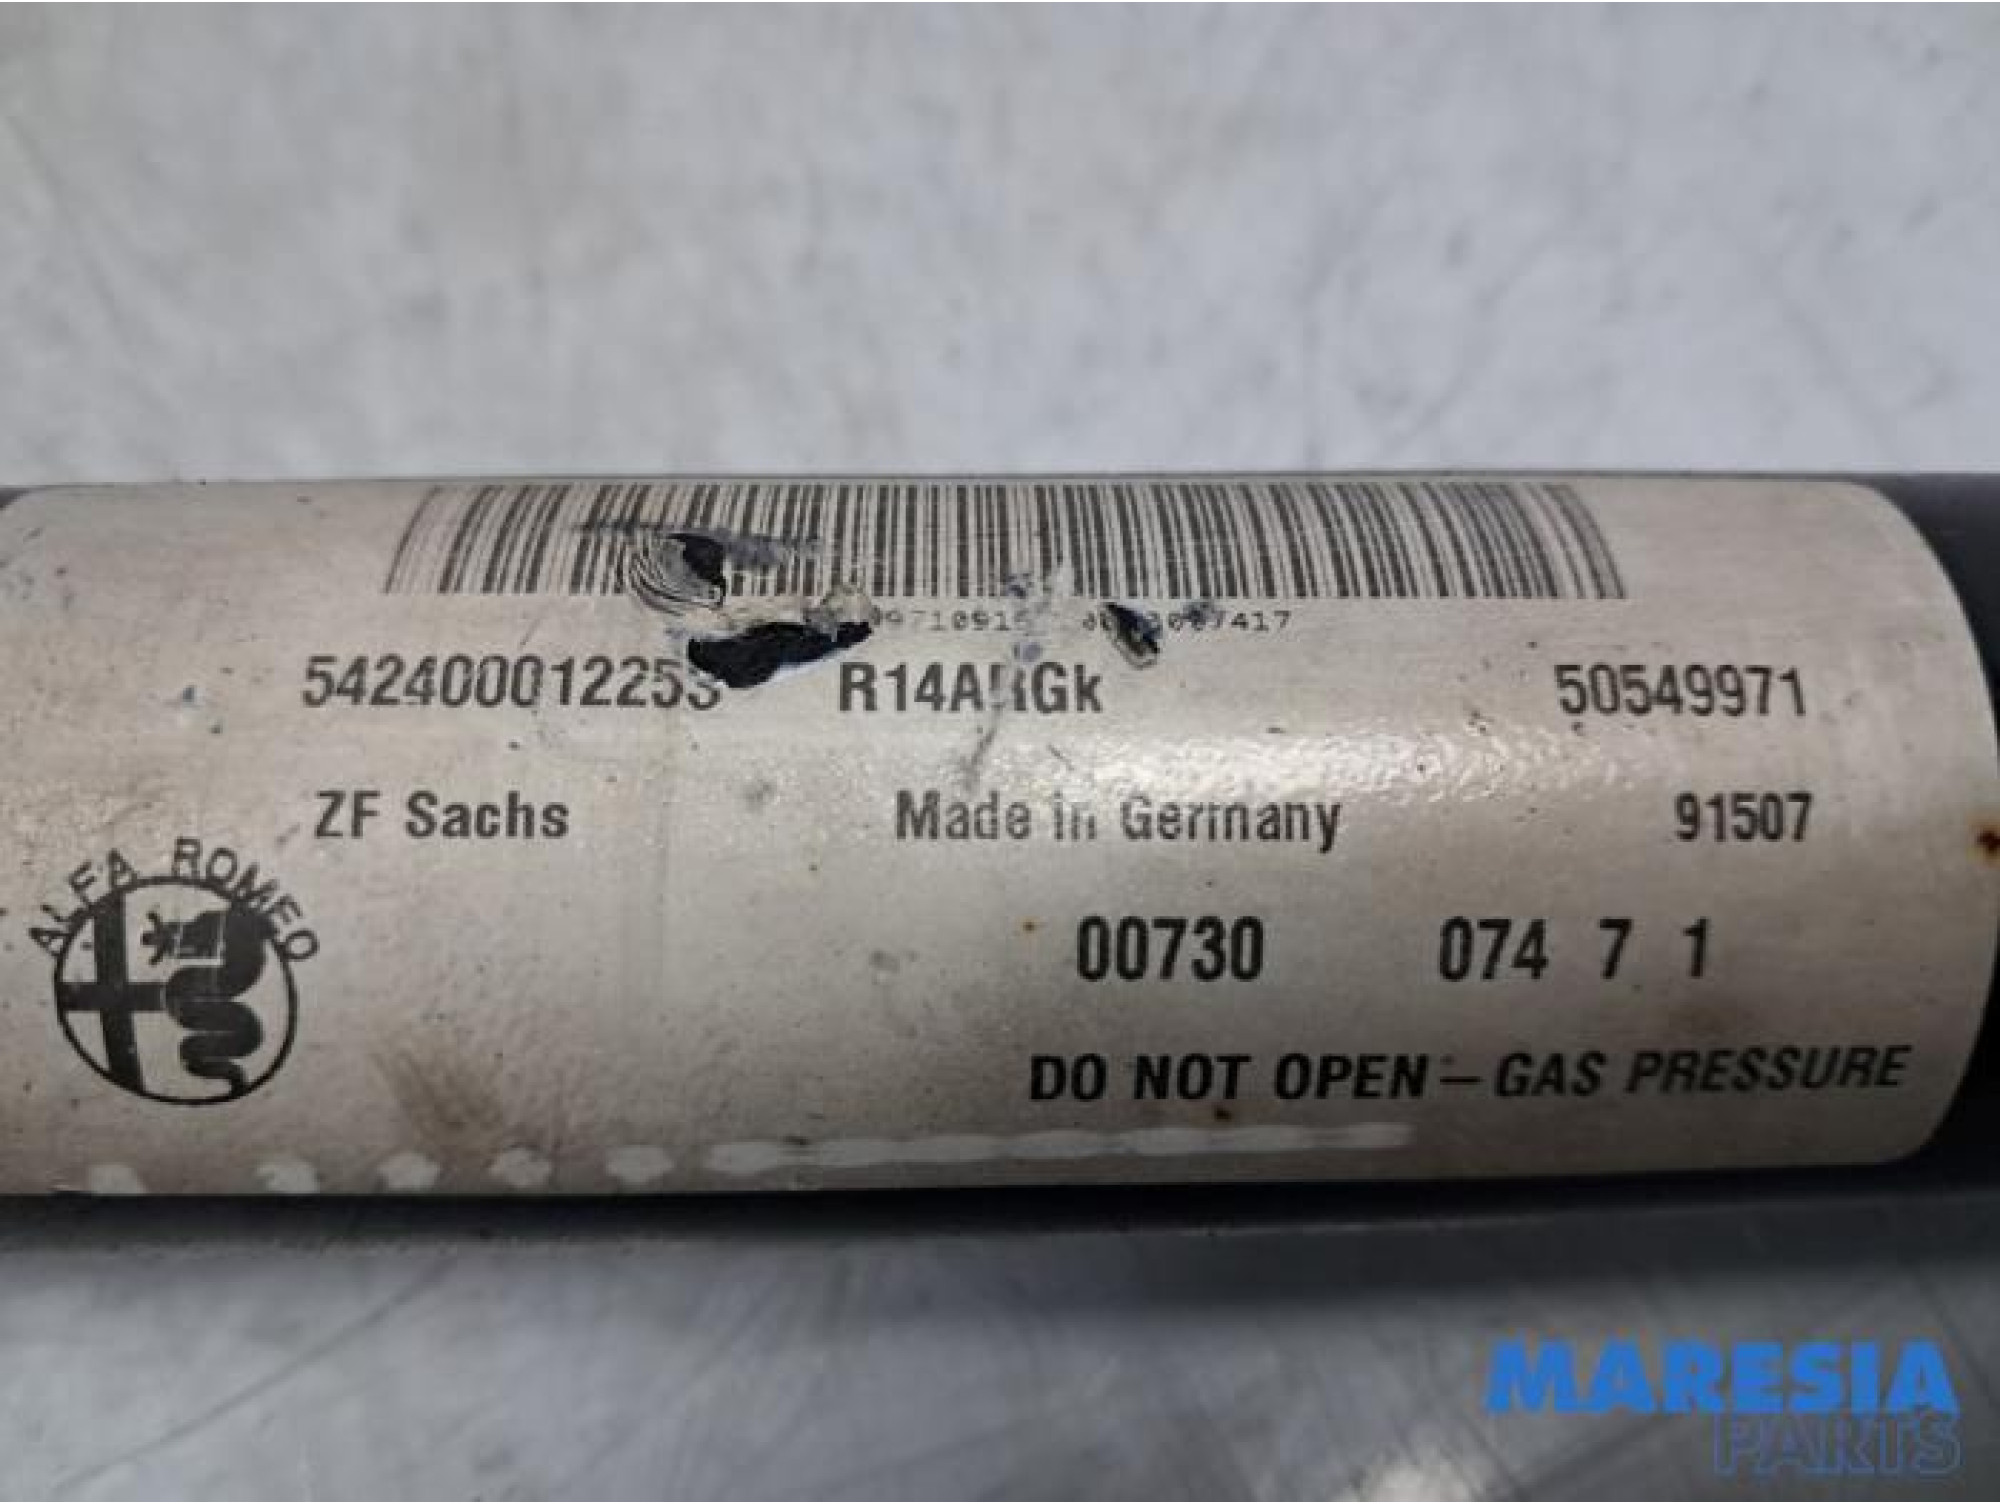 542400012253 50549971
ZF Sachs Made in Germany 91507
ALFA ROMEO
00730 074 7 1
DO NOT OPEN – GAS PRESSURE
MARESIA
PARTS